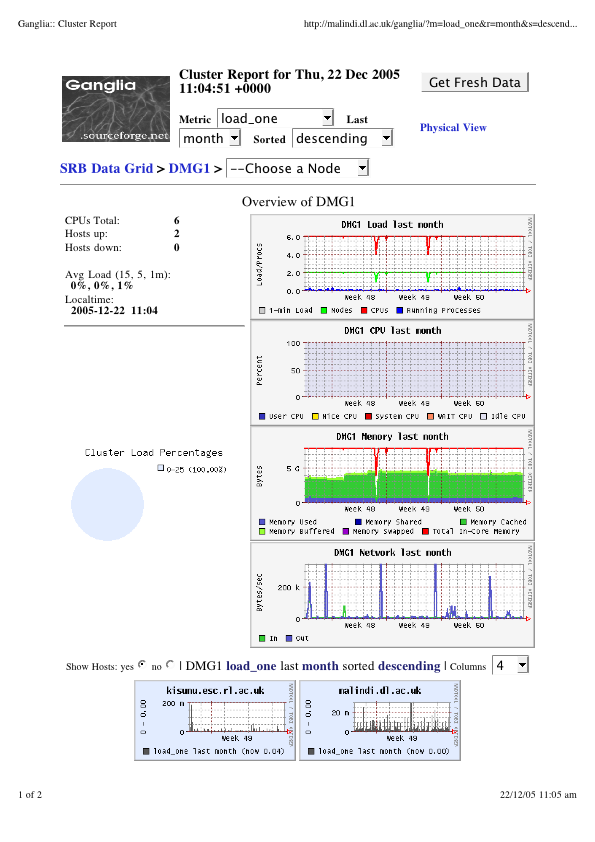 Ganglia:: Cluster Report
http://malindi.dl.ac.uk/ganglia/?m=load_one&r=month&s=descend...
Ganglia
.sourceforge.net
Cluster Report for Thu, 22 Dec 2005
11:04:51 +0000
Get Fresh Data
Metric load_one Last
month Sorted descending
Physical View
SRB Data Grid > DMG1 > --Choose a Node
Overview of DMG1
CPUs Total: 6
Hosts up: 2
Hosts down: 0
Avg Load (15, 5, 1m):
0%, 0%, 1%
Localtime:
2005-12-22 11:04
DMG1 Load last month
Load/Procs
6.0
4.0
2.0
0.0
Week 48 Week 49 Week 50
1-min Load Nodes CPUs Running Processes
DMG1 CPU last month
Percent
100
50
0
Week 48 Week 49 Week 50
User CPU Nice CPU System CPU WAIT CPU Idle CPU
Cluster Load Percentages
0-25 (100.00%)
DMG1 Memory last month
Bytes
5 G
0
Week 48 Week 49 Week 50
Memory Used Memory Shared Memory Cached
Memory Buffered Memory Swapped Total In-Core Memory
DMG1 Network last month
Bytes/sec
200 k
0
Week 48 Week 49 Week 50
In Out
Show Hosts: yes no | DMG1 load_one last month sorted descending | Columns 4
kisunu.esc.rl.ac.uk
0 - 0.00
200 m
0
Week 49
load_one last month (now 0.04)
malindi.dl.ac.uk
0 - 0.00
20 m
0
Week 49
load_one last month (now 0.00)
1 of 2
22/12/05 11:05 am